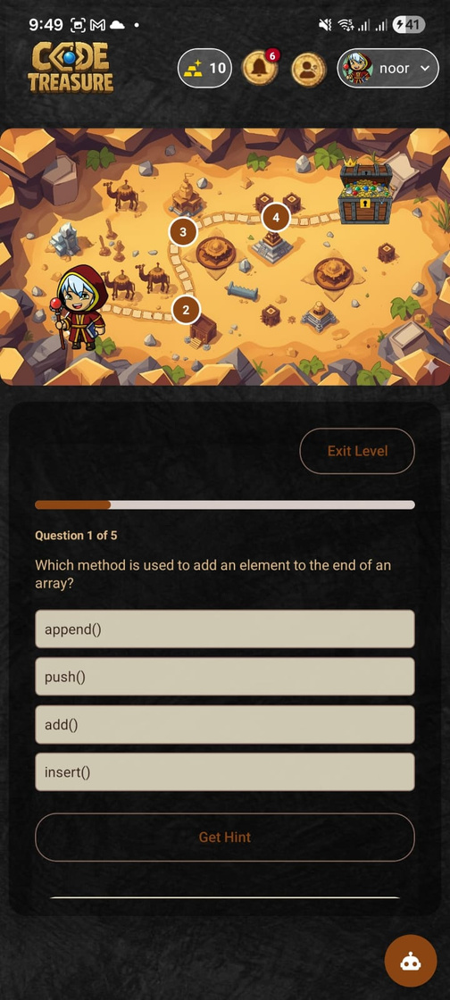 9:49
41
CODE
TREASURE
10
6
noor
3
4
2
Exit Level
Question 1 of 5
Which method is used to add an element to the end of an
array?
append()
push()
add()
insert()
Get Hint